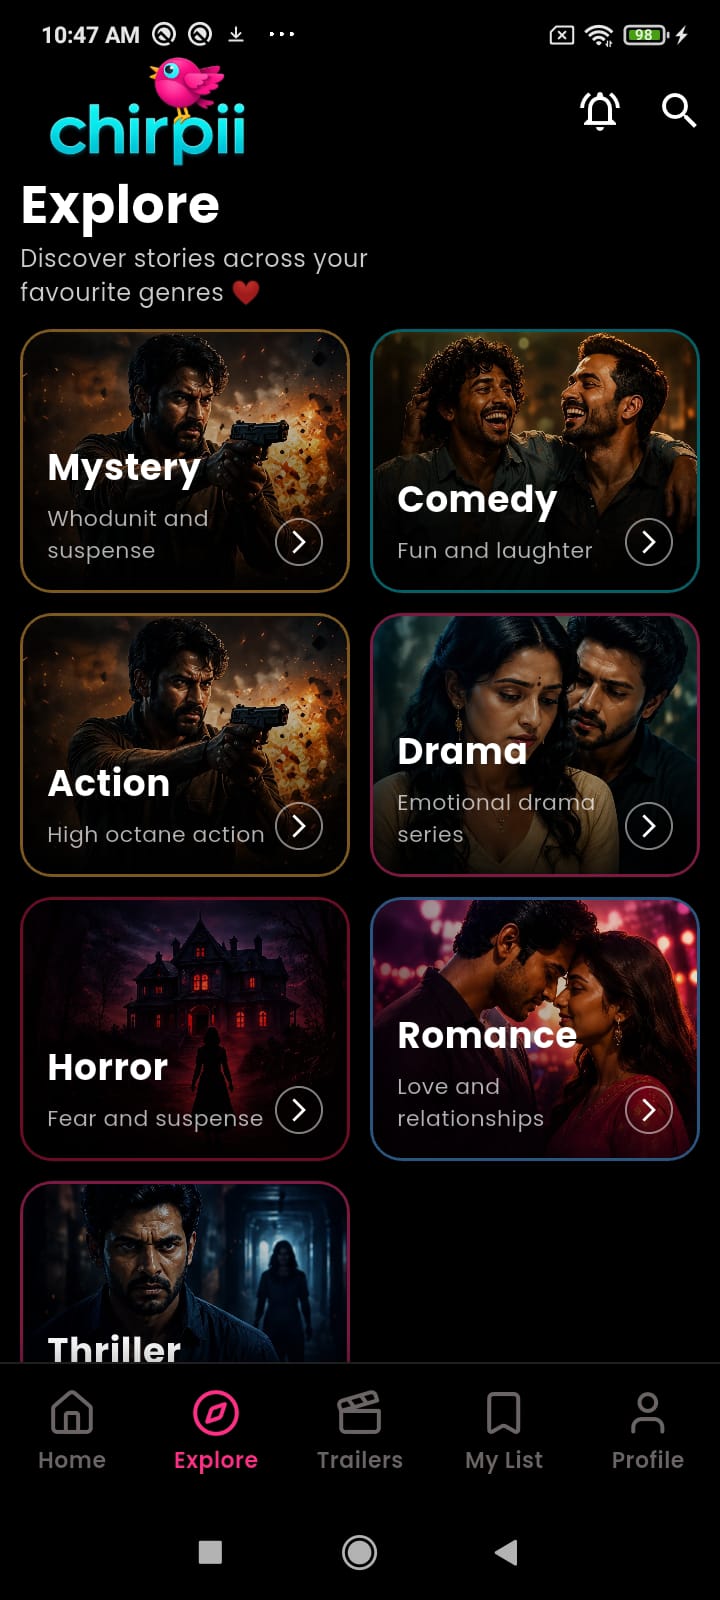 10:47 AM
98
chirpii
Explore
Discover stories across your
favourite genres ❤️
Mystery
Whodunit and
suspense
Comedy
Fun and laughter
Action
High octane action
Drama
Emotional drama
series
Horror
Fear and suspense
Romance
Love and
relationships
Thriller
Home
Explore
Trailers
My List
Profile